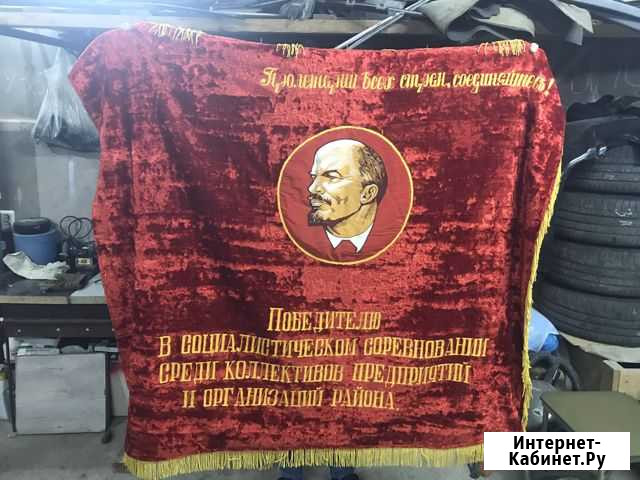 Пролетарии всех стран, соединяйтесь!
Победителю
в социалистическом соревновании
среди коллективов предприятий
и организаций района.
Интернет-
Кабинет.Ру